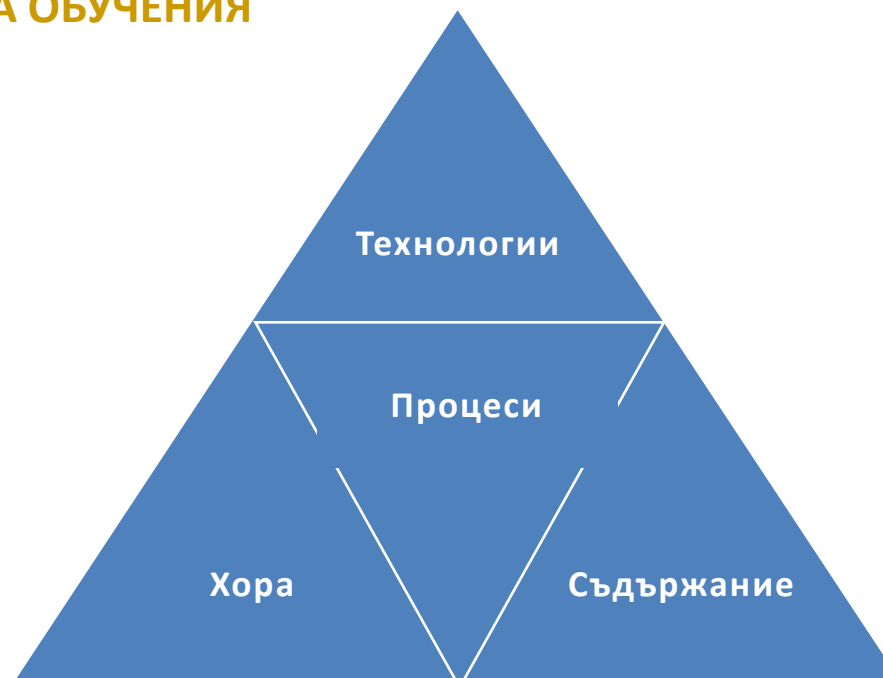 А ОБУЧЕНИЯ
Технологии
Процеси
Хора
Съдържание